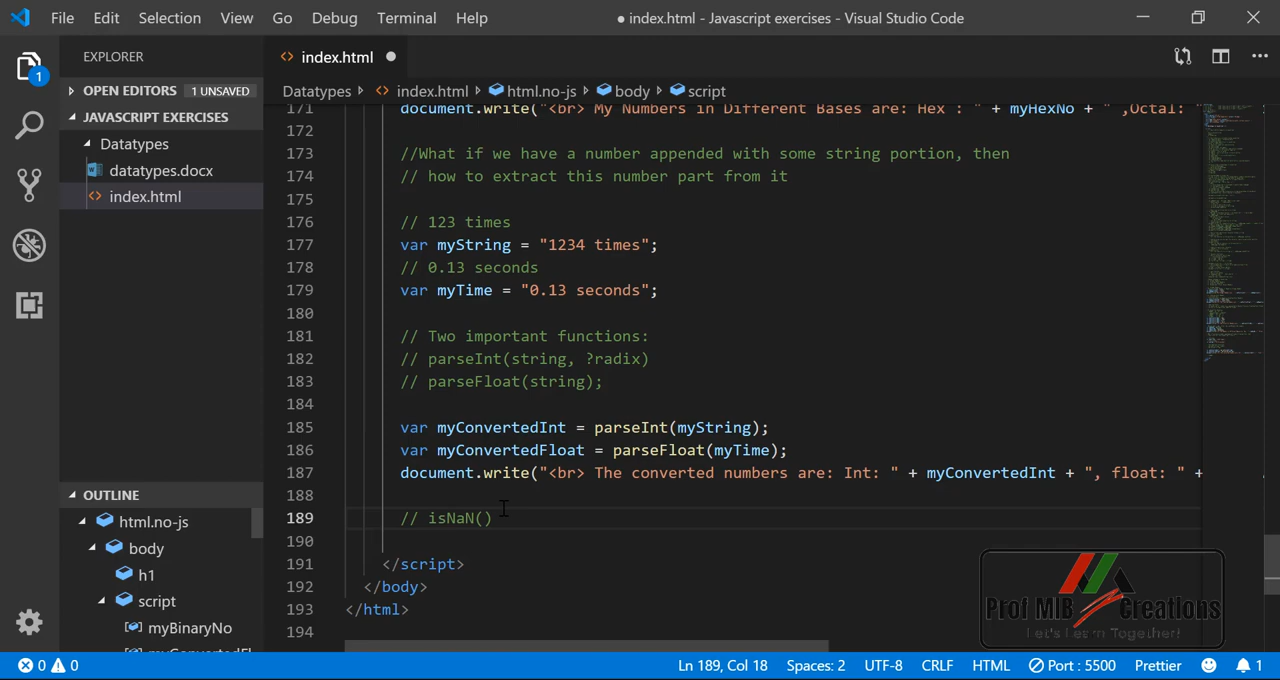 File Edit Selection View Go Debug Terminal Help ● index.html - Javascript exercises - Visual Studio Code
EXPLORER
OPEN EDITORS 1 UNSAVED
JAVASCRIPT EXERCISES
Datatypes
datatypes.docx
index.html
OUTLINE
html.no-js
body
h1
script
myBinaryNo
1
index.html
Datatypes index.html html.no-js body script
171 document.write("<br> My Numbers in Different Bases are: Hex : " + myHexNo + " ,Octal: "
172
173 //What if we have a number appended with some string portion, then
174 // how to extract this number part from it
175
176 // 123 times
177 var myString = "1234 times";
178 // 0.13 seconds
179 var myTime = "0.13 seconds";
180
181 // Two important functions:
182 // parseInt(string, ?radix)
183 // parseFloat(string);
184
185 var myConvertedInt = parseInt(myString);
186 var myConvertedFloat = parseFloat(myTime);
187 document.write("<br> The converted numbers are: Int: " + myConvertedInt + ", float: " +
188
189 // isNaN()
190
191 </script>
192 </body>
193 </html>
194
Prof MIB Creations
Let's Learn Together!
0 0 Ln 189, Col 18 Spaces: 2 UTF-8 CRLF HTML Port : 5500 Prettier 1